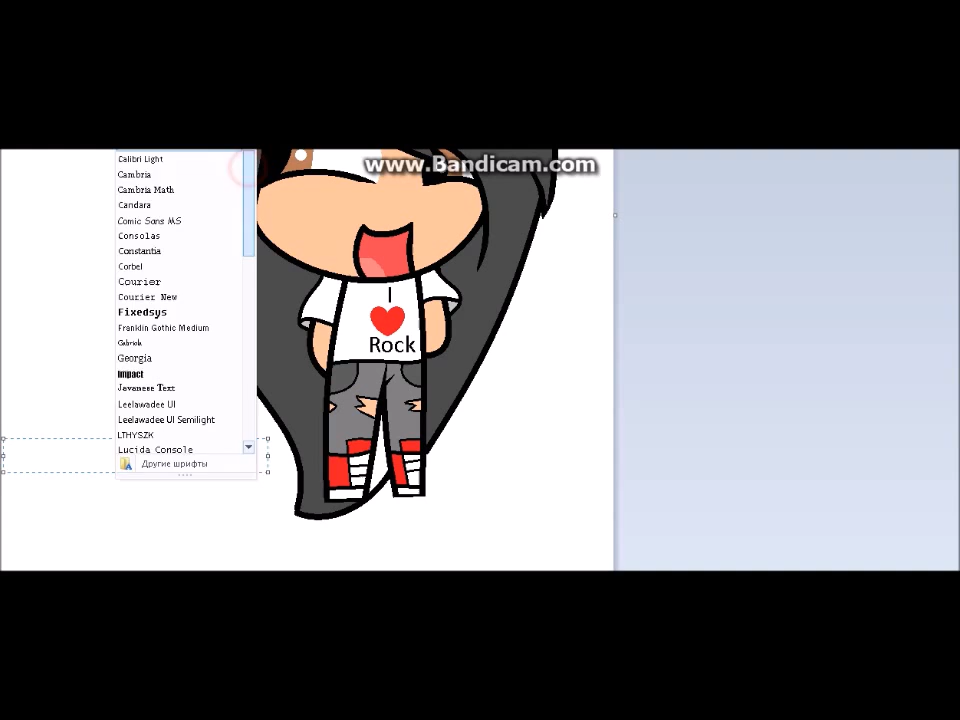 www.Bandicam.com
Calibri Light
Cambria
Cambria Math
Candara
Comic Sans MS
Consolas
Constantia
Corbel
Courier
Courier New
Fixedsys
Franklin Gothic Medium
Gabriola
Georgia
Impact
Javanese Text
Leelawadee UI
Leelawadee UI Semilight
LTHYSZK
Lucida Console
Другие шрифты
I
Rock